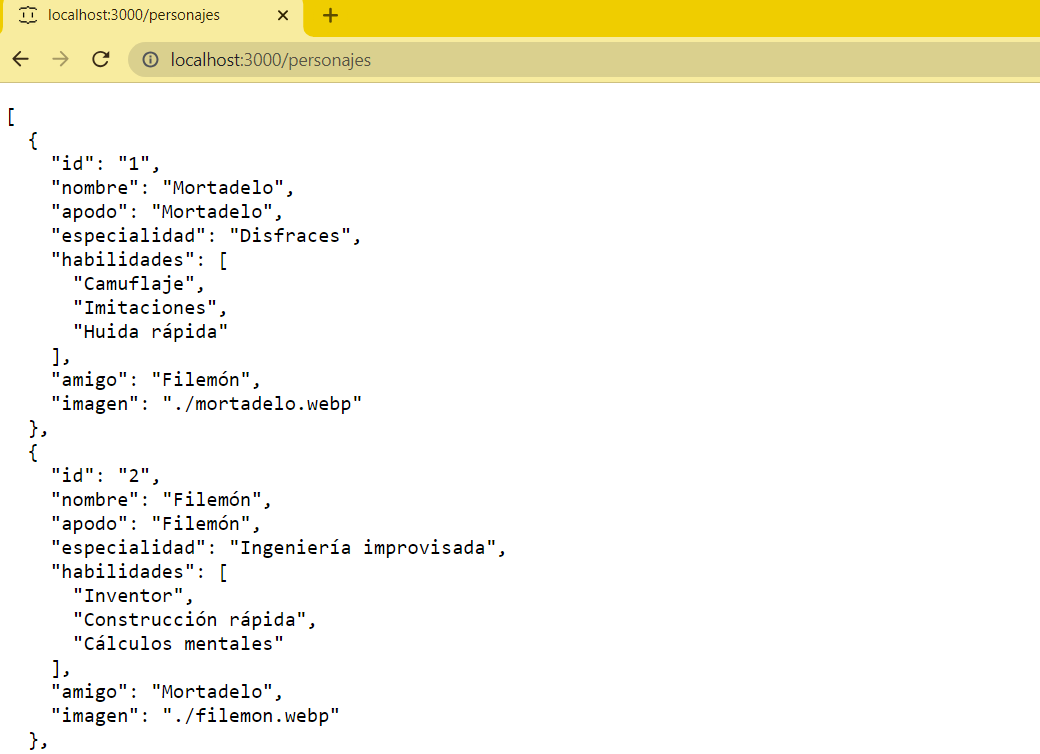 localhost:3000/personajes
localhost:3000/personajes
[
  {
    "id": "1",
    "nombre": "Mortadelo",
    "apodo": "Mortadelo",
    "especialidad": "Disfraces",
    "habilidades": [
      "Camuflaje",
      "Imitaciones",
      "Huida rápida"
    ],
    "amigo": "Filemón",
    "imagen": "./mortadelo.webp"
  },
  {
    "id": "2",
    "nombre": "Filemón",
    "apodo": "Filemón",
    "especialidad": "Ingeniería improvisada",
    "habilidades": [
      "Inventor",
      "Construcción rápida",
      "Cálculos mentales"
    ],
    "amigo": "Mortadelo",
    "imagen": "./filemon.webp"
  },